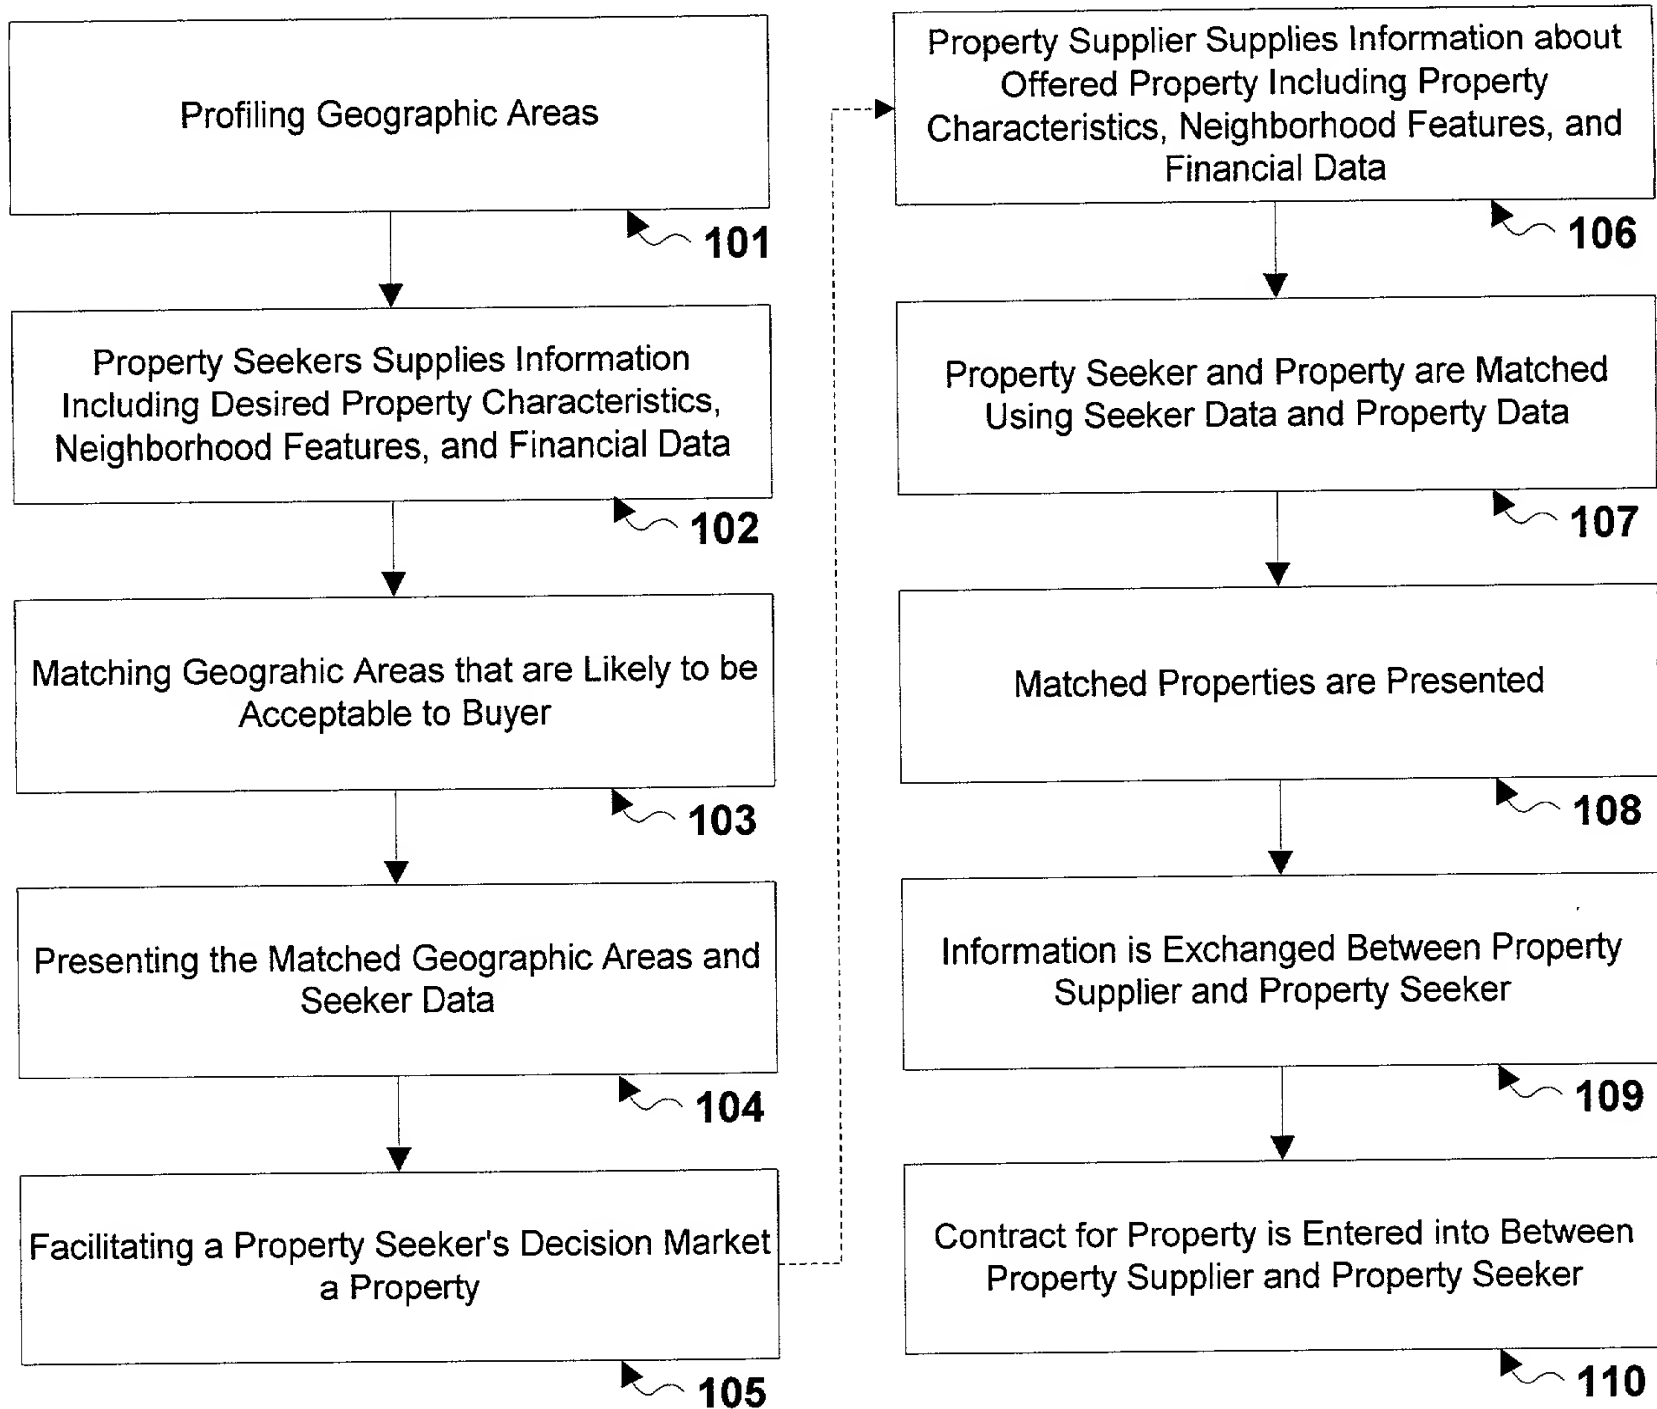 Profiling Geographic Areas
101
Property Seekers Supplies Information
Including Desired Property Characteristics,
Neighborhood Features, and Financial Data
102
Matching Geograhic Areas that are Likely to be
Acceptable to Buyer
103
Presenting the Matched Geographic Areas and
Seeker Data
104
Facilitating a Property Seeker's Decision Market
a Property
105
Property Supplier Supplies Information about
Offered Property Including Property
Characteristics, Neighborhood Features, and
Financial Data
106
Property Seeker and Property are Matched
Using Seeker Data and Property Data
107
Matched Properties are Presented
108
Information is Exchanged Between Property
Supplier and Property Seeker
109
Contract for Property is Entered into Between
Property Supplier and Property Seeker
110